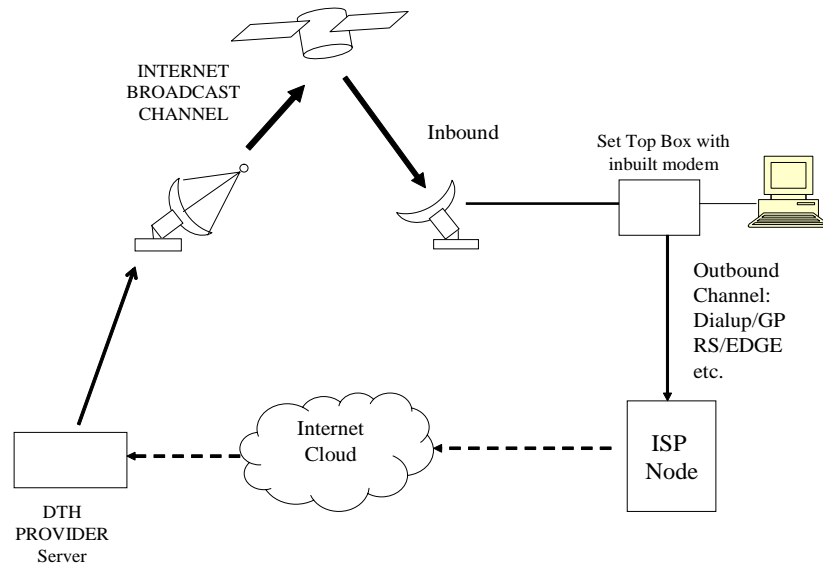 INTERNET
BROADCAST
CHANNEL
Inbound
Set Top Box with
inbuilt modem
Outbound
Channel:
Dialup/GP
RS/EDGE
etc.
Internet
Cloud
ISP
Node
DTH
PROVIDER
Server